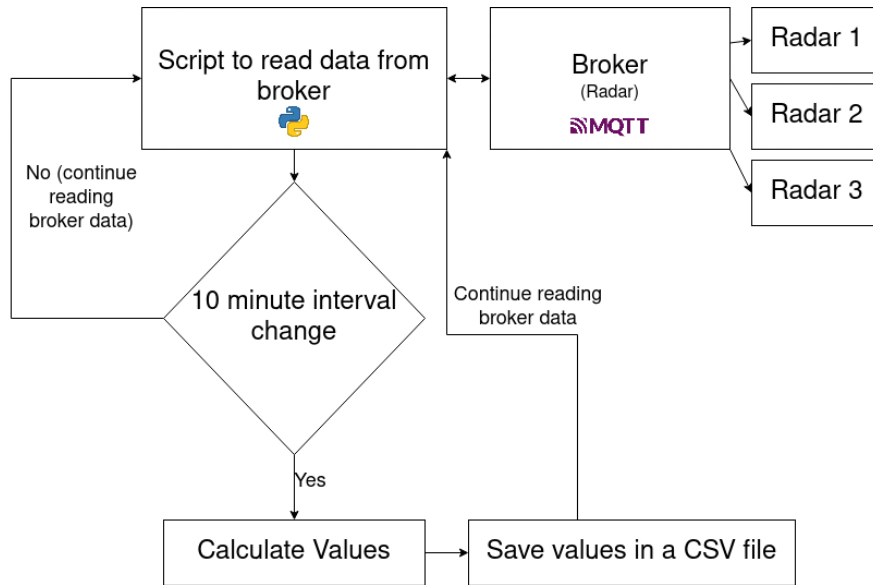 Script to read data from
broker
Broker
(Radar)
MQTT
Radar 1
Radar 2
Radar 3
No (continue
reading
broker data)
10 minute interval
change
Continue reading
broker data
Yes
Calculate Values
Save values in a CSV file